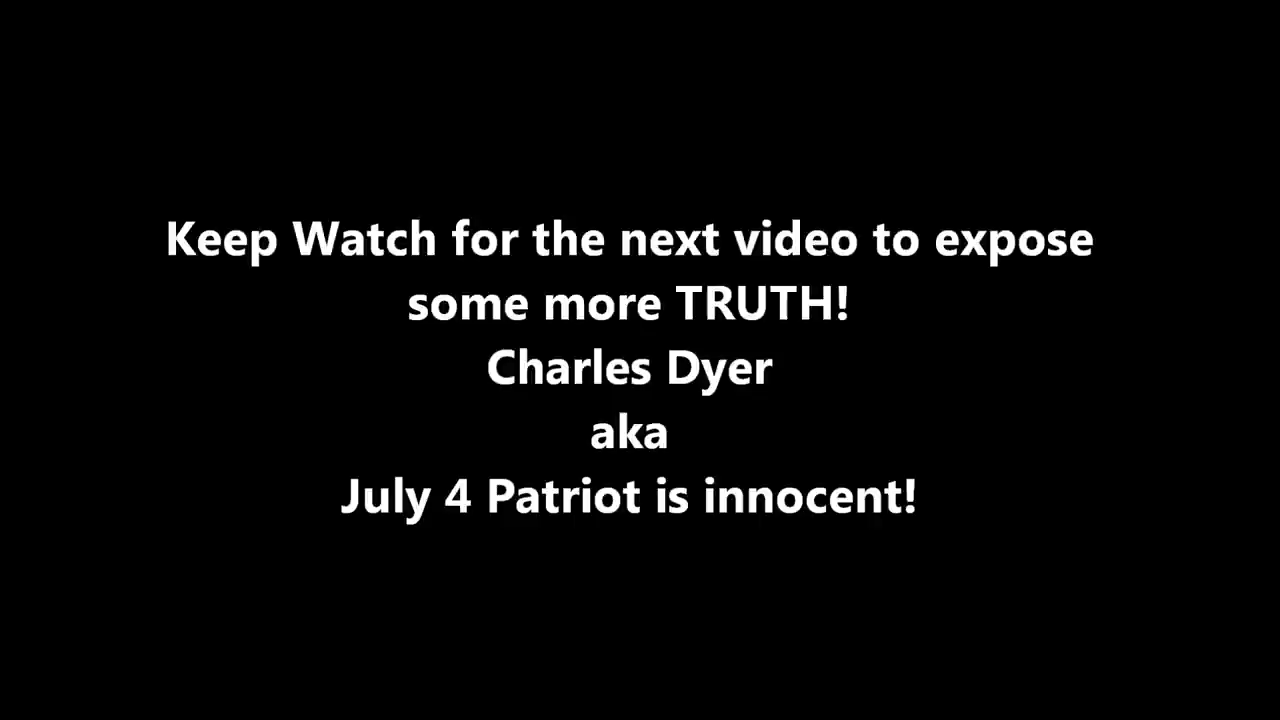 Keep Watch for the next video to expose
some more TRUTH!
Charles Dyer
aka
July 4 Patriot is innocent!